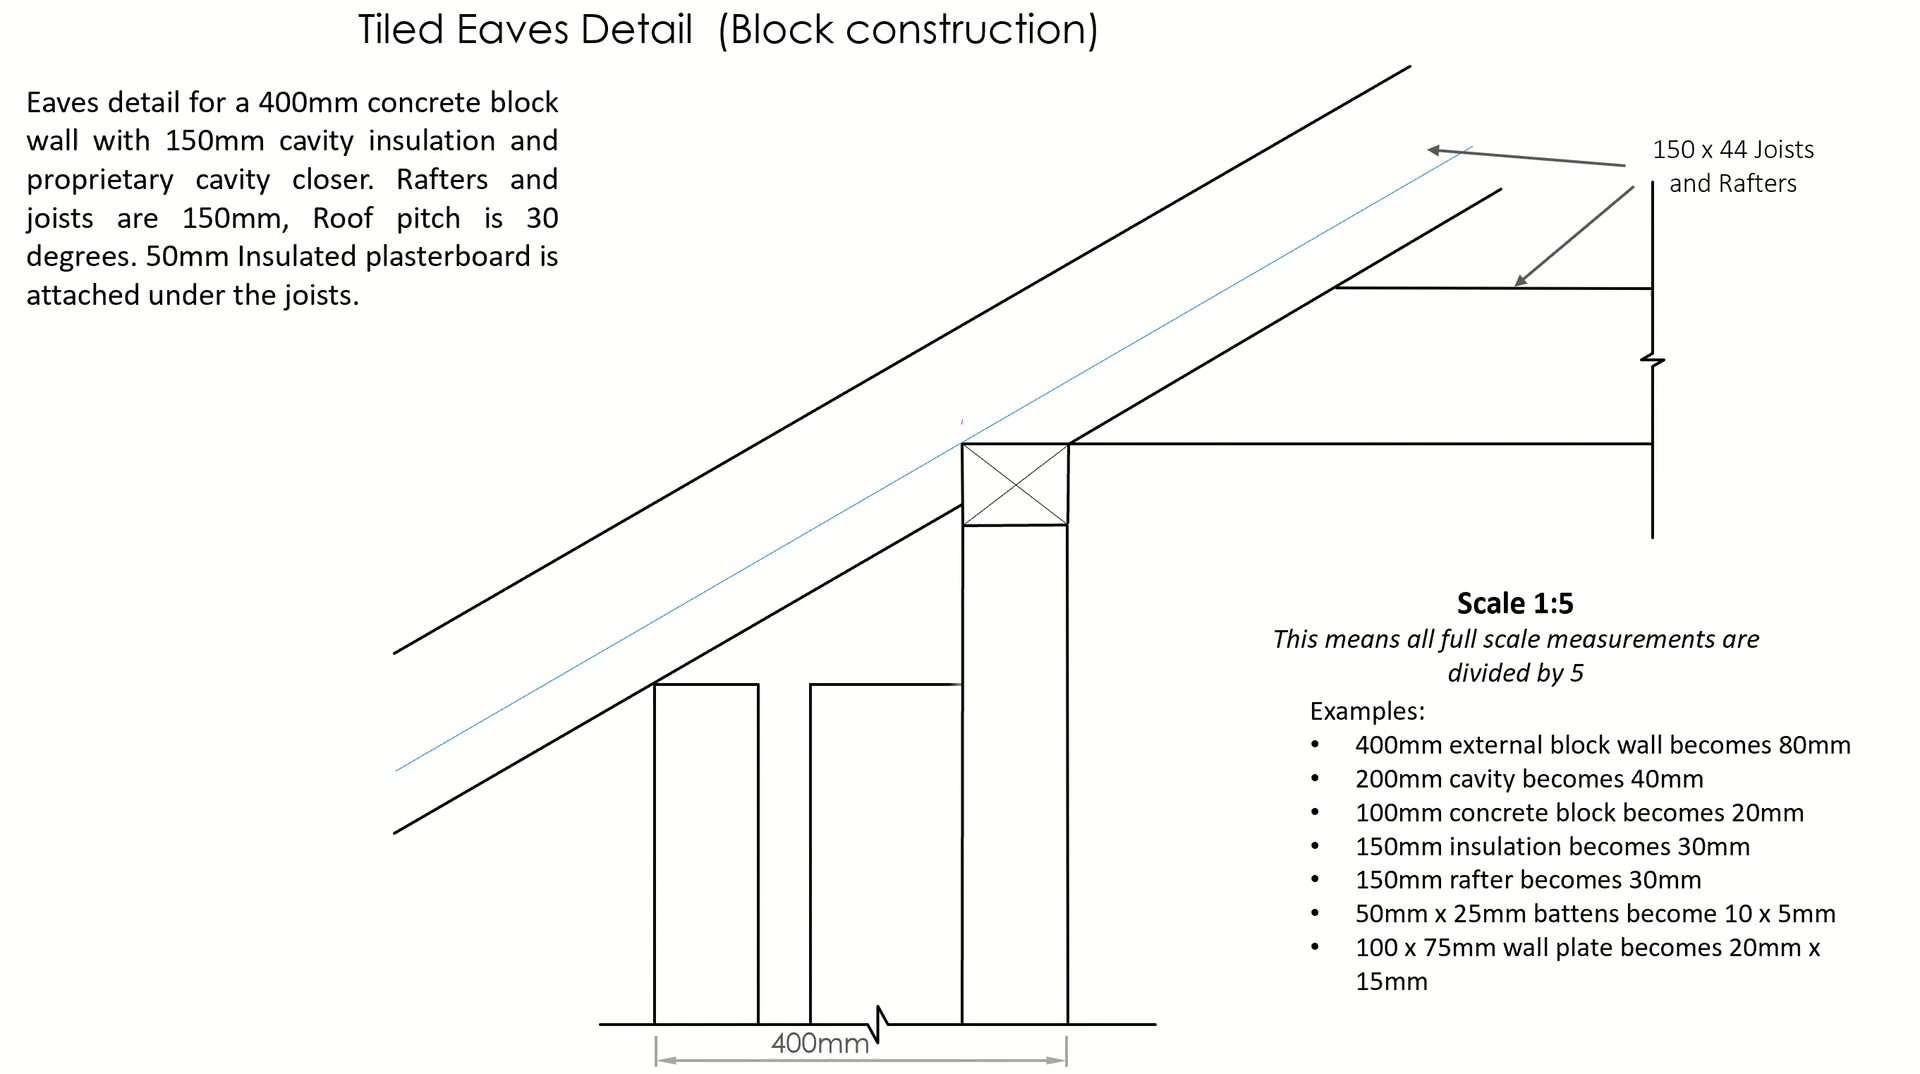 Tiled Eaves Detail (Block construction)
Eaves detail for a 400mm concrete block
wall with 150mm cavity insulation and
proprietary cavity closer. Rafters and
joists are 150mm, Roof pitch is 30
degrees. 50mm Insulated plasterboard is
attached under the joists.
150 x 44 Joists
and Rafters
Scale 1:5
This means all full scale measurements are
divided by 5
Examples:
• 400mm external block wall becomes 80mm
• 200mm cavity becomes 40mm
• 100mm concrete block becomes 20mm
• 150mm insulation becomes 30mm
• 150mm rafter becomes 30mm
• 50mm x 25mm battens become 10 x 5mm
• 100 x 75mm wall plate becomes 20mm x
15mm
400mm